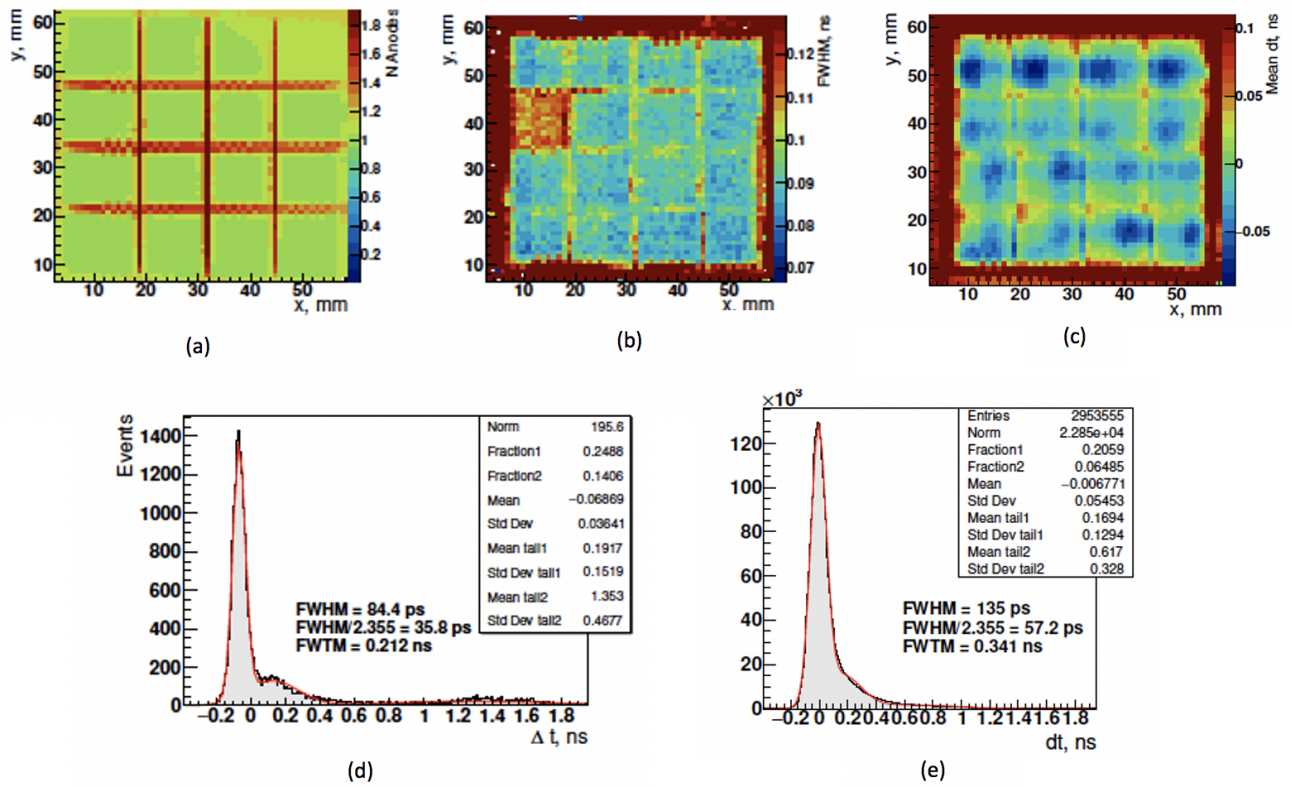 60
50
40
30
20
10
y, mm
10 20 30 40 50
x, mm
1.8
1.6
1.4
1.2
1
0.8
0.6
0.4
0.2
N Anodes
(a)
60
50
40
30
20
10
y, mm
10 20 30 40 50
x, mm
0.12
0.11
0.1
0.09
0.08
0.07
FWHM, ns
(b)
60
50
40
30
20
10
y, mm
10 20 30 40 50
x, mm
0.1
0.05
0
-0.05
Mean dt, ns
(c)
Events
1400
1200
1000
800
600
400
200
0
−0.2 0 0.2 0.4 0.6 0.8 1 1.2 1.4 1.6 1.8
Δ t, ns
Norm 195.6
Fraction1 0.2488
Fraction2 0.1406
Mean −0.06869
Std Dev 0.03641
Mean tail1 0.1917
Std Dev tail1 0.1519
Mean tail2 1.353
Std Dev tail2 0.4677
FWHM = 84.4 ps
FWHM/2.355 = 35.8 ps
FWTM = 0.212 ns
(d)
×10³
120
100
80
60
40
20
0
−0.2 0 0.2 0.4 0.6 0.8 1 1.2 1.4 1.6 1.8
dt, ns
Entries 2953555
Norm 2.285e+04
Fraction1 0.2059
Fraction2 0.06485
Mean −0.006771
Std Dev 0.05453
Mean tail1 0.1694
Std Dev tail1 0.1294
Mean tail2 0.617
Std Dev tail2 0.328
FWHM = 135 ps
FWHM/2.355 = 57.2 ps
FWTM = 0.341 ns
(e)